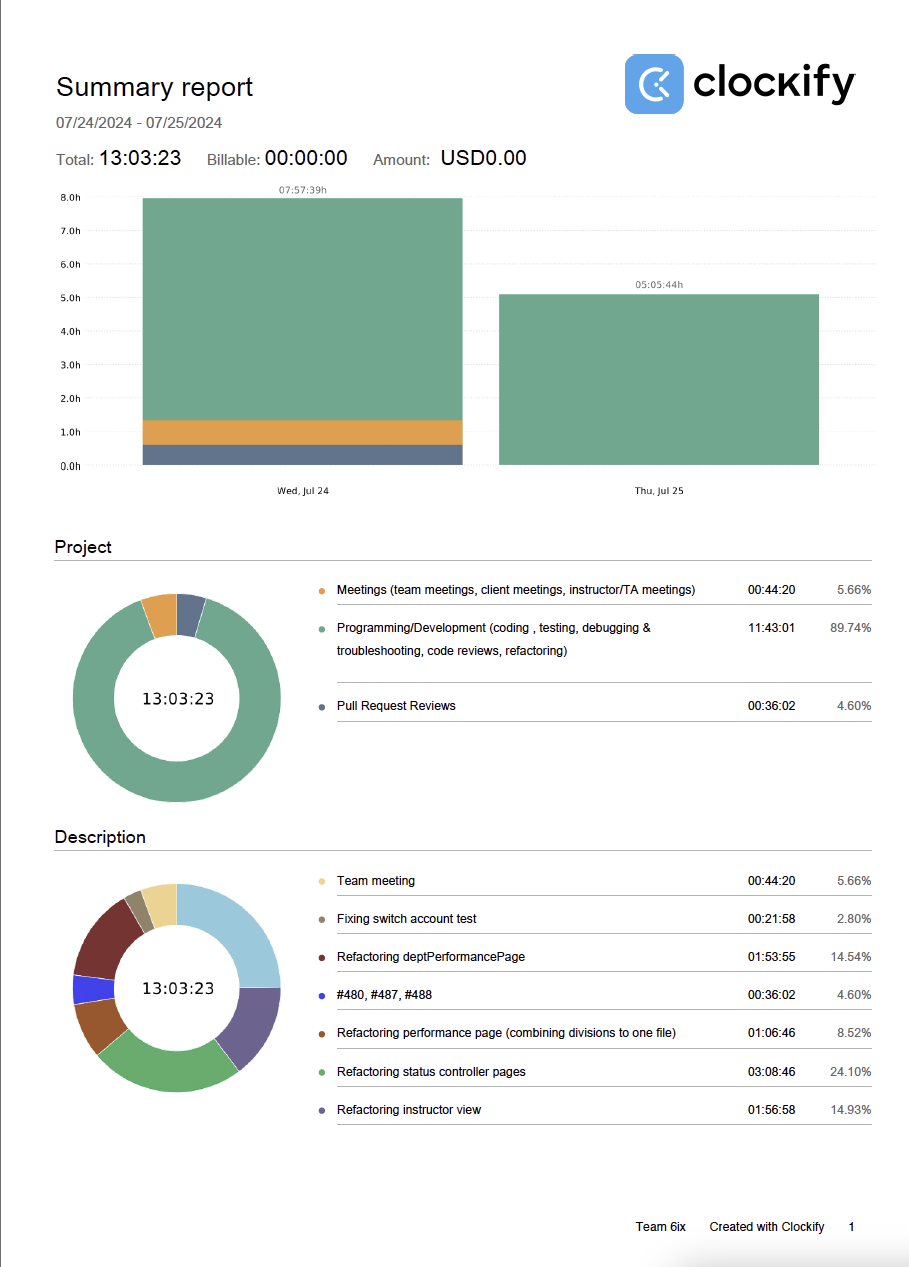 Summary report
clockify
07/24/2024 - 07/25/2024
Total: 13:03:23 Billable: 00:00:00 Amount: USD0.00
07:57:39h
8.0h
7.0h
6.0h
05:05:44h
5.0h
4.0h
3.0h
2.0h
1.0h
0.0h
Wed, Jul 24 Thu, Jul 25
Project
Meetings (team meetings, client meetings, instructor/TA meetings) 00:44:20 5.66%
Programming/Development (coding , testing, debugging & 11:43:01 89.74%
troubleshooting, code reviews, refactoring)
13:03:23
Pull Request Reviews 00:36:02 4.60%
Description
Team meeting 00:44:20 5.66%
Fixing switch account test 00:21:58 2.80%
Refactoring deptPerformancePage 01:53:55 14.54%
13:03:23
#480, #487, #488 00:36:02 4.60%
Refactoring performance page (combining divisions to one file) 01:06:46 8.52%
Refactoring status controller pages 03:08:46 24.10%
Refactoring instructor view 01:56:58 14.93%
Team 6ix Created with Clockify 1